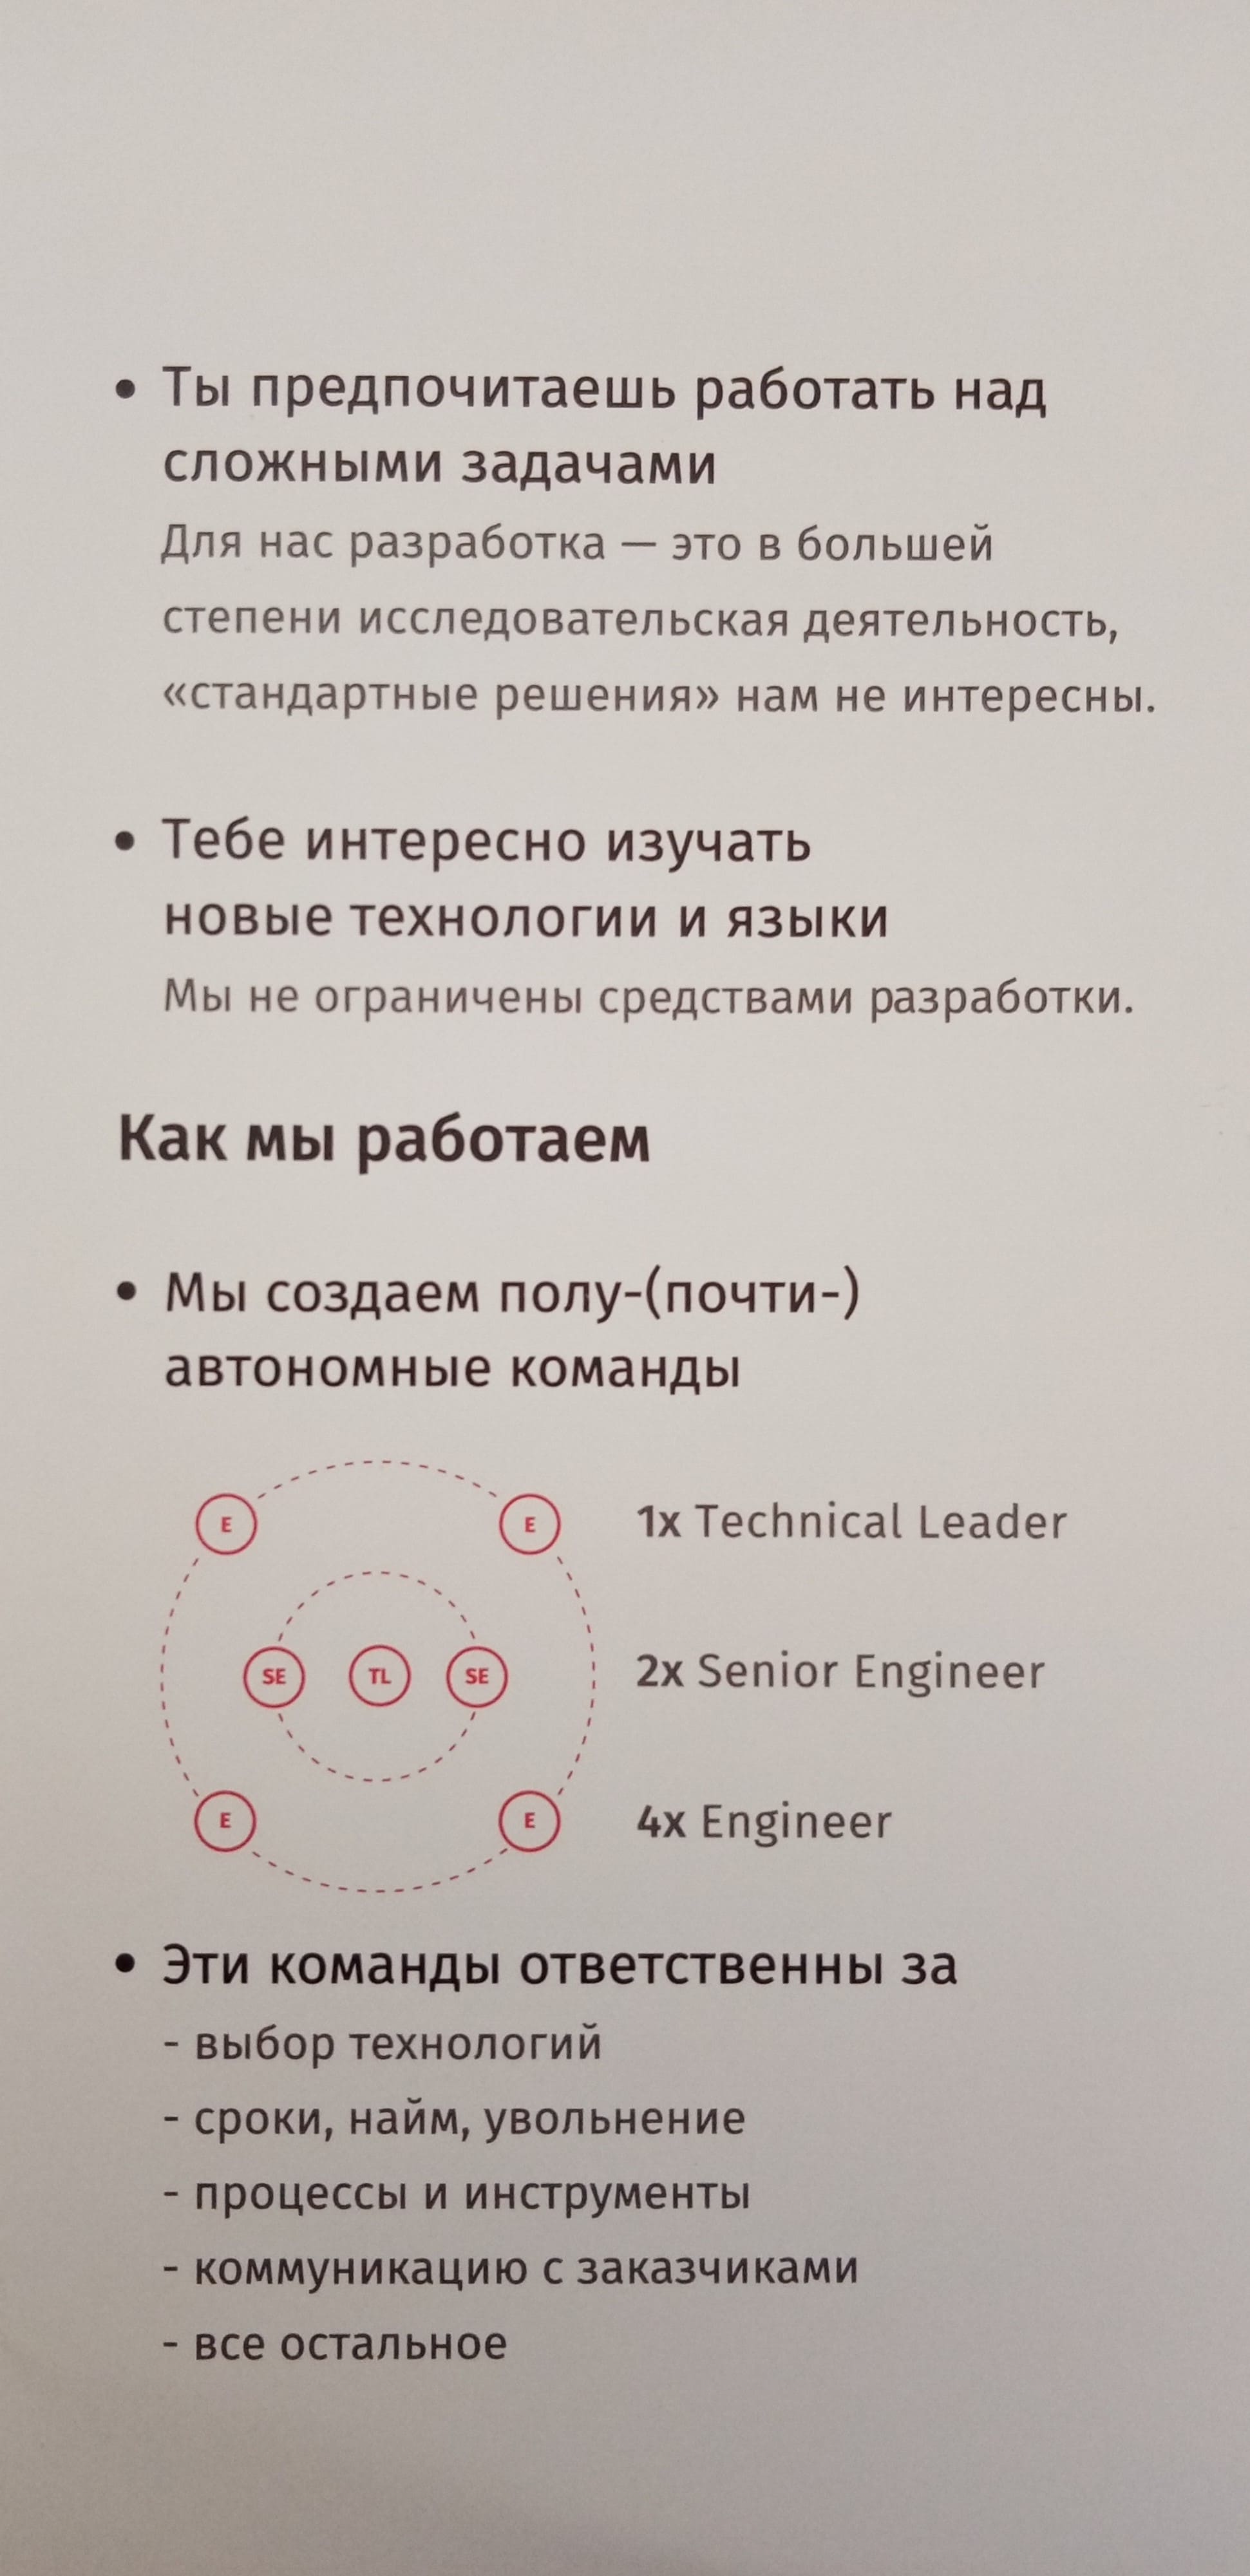 • Ты предпочитаешь работать над
сложными задачами
Для нас разработка — это в большей
степени исследовательская деятельность,
«стандартные решения» нам не интересны.
• Тебе интересно изучать
новые технологии и языки
Мы не ограничены средствами разработки.
Как мы работаем
• Мы создаем полу-(почти-)
автономные команды
E E
1x Technical Leader
SE TL SE
2x Senior Engineer
E E
4x Engineer
• Эти команды ответственны за
- выбор технологий
- сроки, найм, увольнение
- процессы и инструменты
- коммуникацию с заказчиками
- все остальное